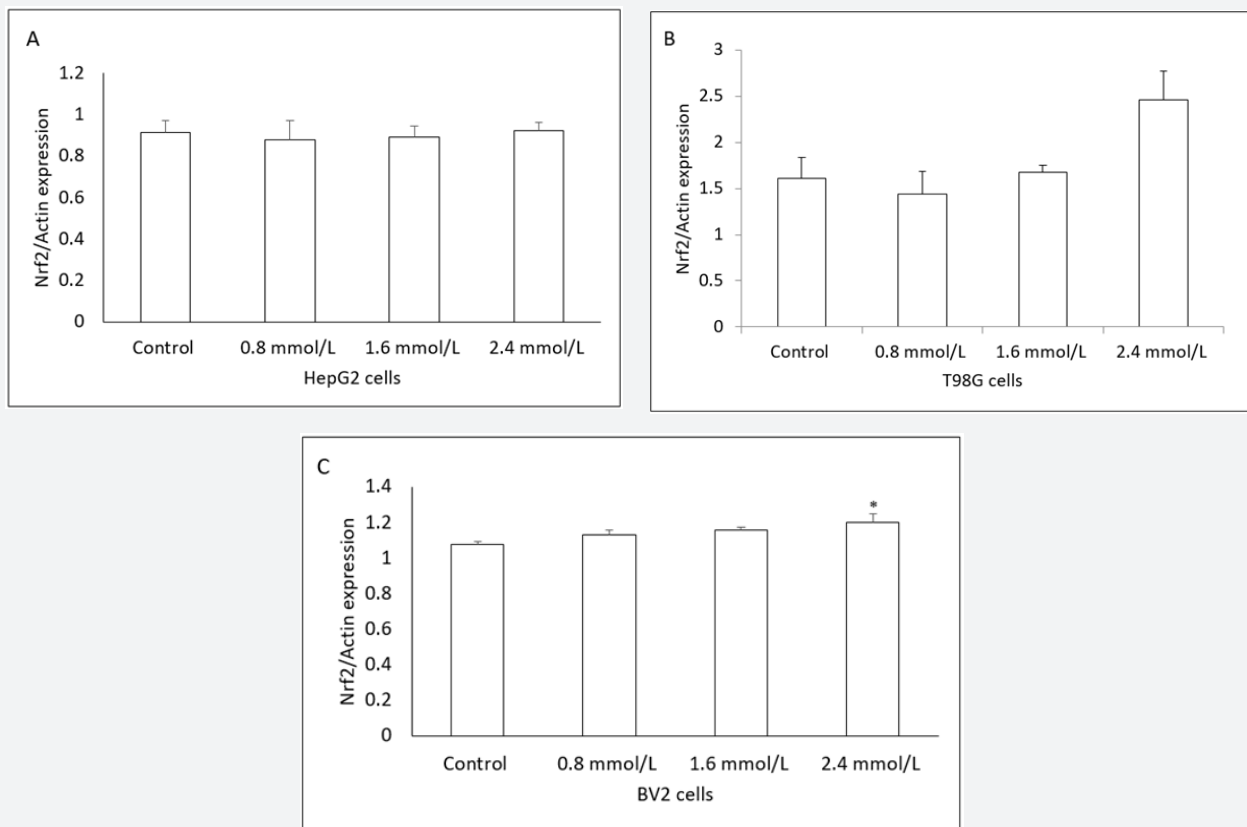 A
Nrf2/Actin expression
1.2
1
0.8
0.6
0.4
0.2
0
Control 0.8 mmol/L 1.6 mmol/L 2.4 mmol/L
HepG2 cells
B
Nrf2/Actin expression
3
2.5
2
1.5
1
0.5
0
Control 0.8 mmol/L 1.6 mmol/L 2.4 mmol/L
T98G cells
C
Nrf2/Actin expression
1.4
1.2
1
0.8
0.6
0.4
0.2
0
*
Control 0.8 mmol/L 1.6 mmol/L 2.4 mmol/L
BV2 cells